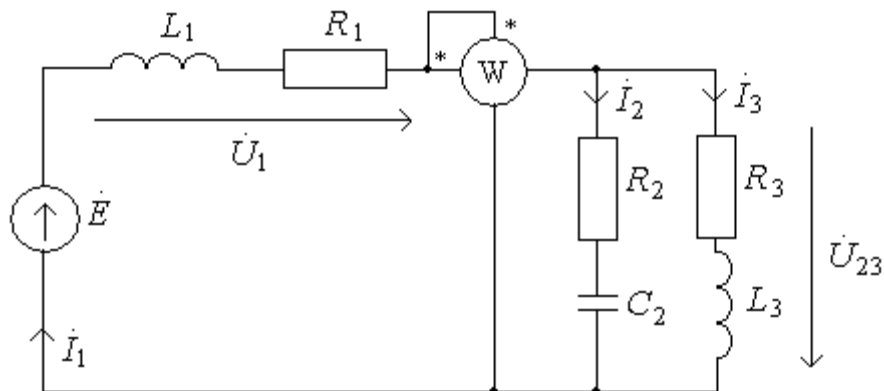 L₁
R₁
*
*
W
U̇₁
İ₂
İ₃
R₂
R₃
Ė
U̇₂₃
C₂
L₃
İ₁